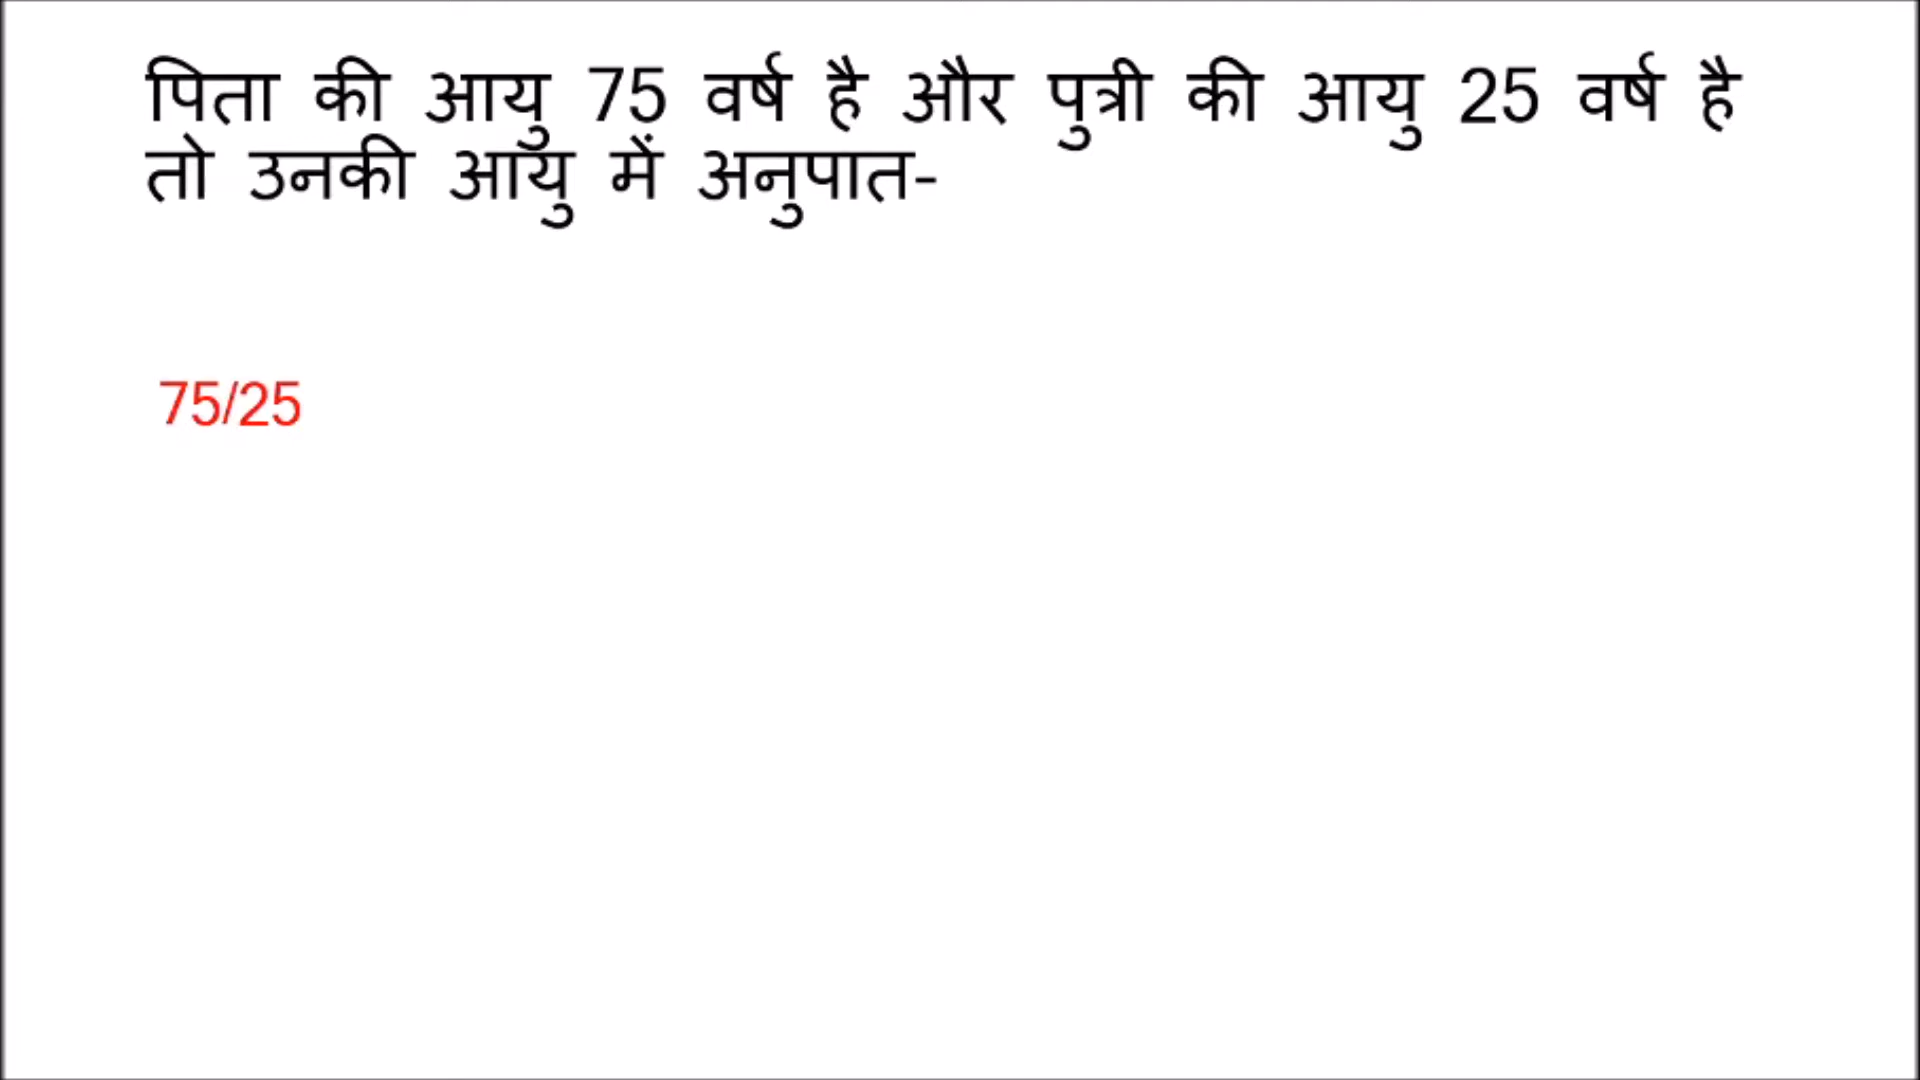 पिता की आयु 75 वर्ष है और पुत्री की आयु 25 वर्ष है
तो उनकी आयु में अनुपात-
75/25